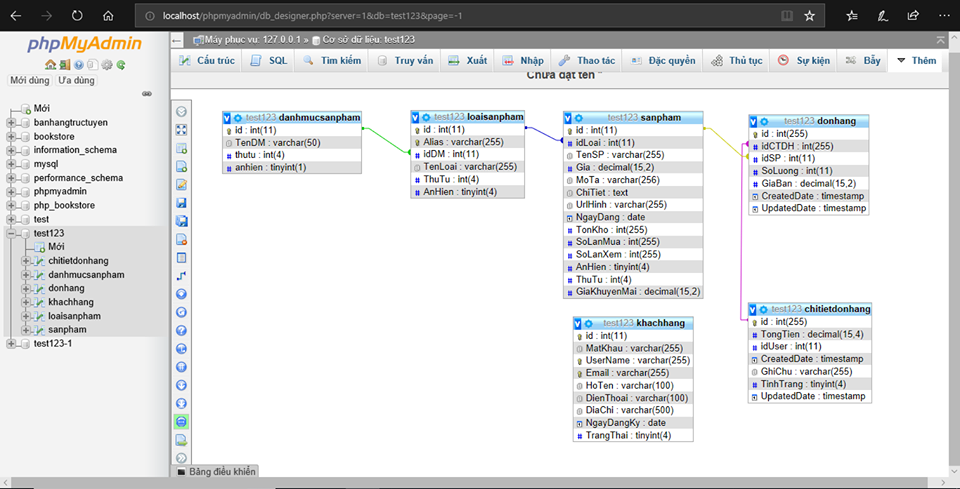 localhost/phpmyadmin/db_designer.php?server=1&db=test123&page=-1
phpMyAdmin
Mới dùng Ưa dùng
Mới
banhangtructuyen
bookstore
information_schema
mysql
performance_schema
phpmyadmin
php_bookstore
test
test123
Mới
chitietdonhang
danhmucsanpham
donhang
khachhang
loaisanpham
sanpham
test123-1
Máy phục vụ: 127.0.0.1 » Cơ sở dữ liệu: test123
Cấu trúc SQL Tìm kiếm Truy vấn Xuất Nhập Thao tác Đặc quyền Thủ tục Sự kiện Bẫy Thêm
Chưa đặt tên *
test123 danhmucsanpham
id : int(11)
TenDM : varchar(50)
thutu : int(4)
anhien : tinyint(1)
test123 loaisanpham
id : int(11)
Alias : varchar(255)
idDM : int(11)
TenLoai : varchar(255)
ThuTu : int(4)
AnHien : tinyint(4)
test123 sanpham
id : int(11)
idLoai : int(11)
TenSP : varchar(255)
Gia : decimal(15,2)
MoTa : varchar(256)
ChiTiet : text
UrlHinh : varchar(255)
NgayDang : date
TonKho : int(255)
SoLanMua : int(255)
SoLanXem : int(255)
AnHien : tinyint(4)
ThuTu : int(4)
GiaKhuyenMai : decimal(15,2)
test123 donhang
id : int(255)
idCTDH : int(255)
idSP : int(11)
SoLuong : int(11)
GiaBan : decimal(15,2)
CreatedDate : timestamp
UpdatedDate : timestamp
test123 khachhang
id : int(11)
MatKhau : varchar(255)
UserName : varchar(255)
Email : varchar(255)
HoTen : varchar(100)
DienThoai : varchar(100)
DiaChi : varchar(500)
NgayDangKy : date
TrangThai : tinyint(4)
test123 chitietdonhang
id : int(255)
TongTien : decimal(15,4)
idUser : int(11)
CreatedDate : timestamp
GhiChu : varchar(255)
TinhTrang : tinyint(4)
UpdatedDate : timestamp
Bảng điều khiển